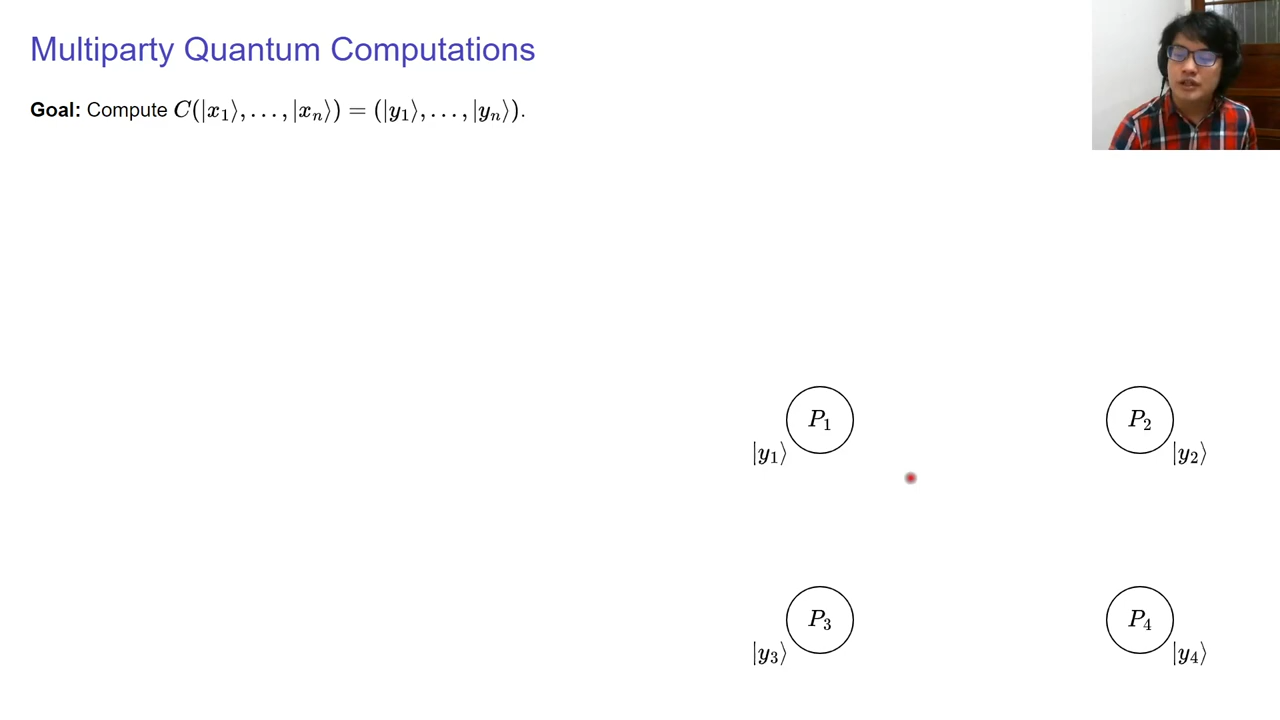 Multiparty Quantum Computations
Goal: Compute C(|x₁⟩, . . . , |xₙ⟩) = (|y₁⟩, . . . , |yₙ⟩).
P₁
P₂
|y₁⟩
|y₂⟩
P₃
P₄
|y₃⟩
|y₄⟩